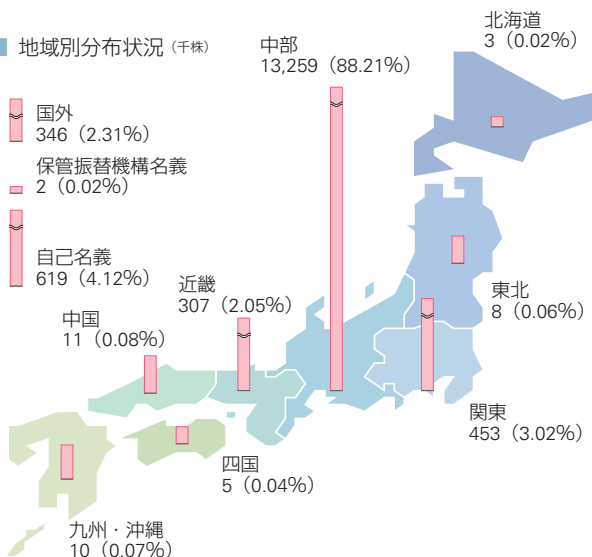 地域別分布状況（千株）
国外
346（2.31%）
保管振替機構名義
2（0.02%）
自己名義
619（4.12%）
北海道
3（0.02%）
中部
13,259（88.21%）
東北
8（0.06%）
近畿
307（2.05%）
中国
11（0.08%）
関東
453（3.02%）
四国
5（0.04%）
九州・沖縄
10（0.07%）